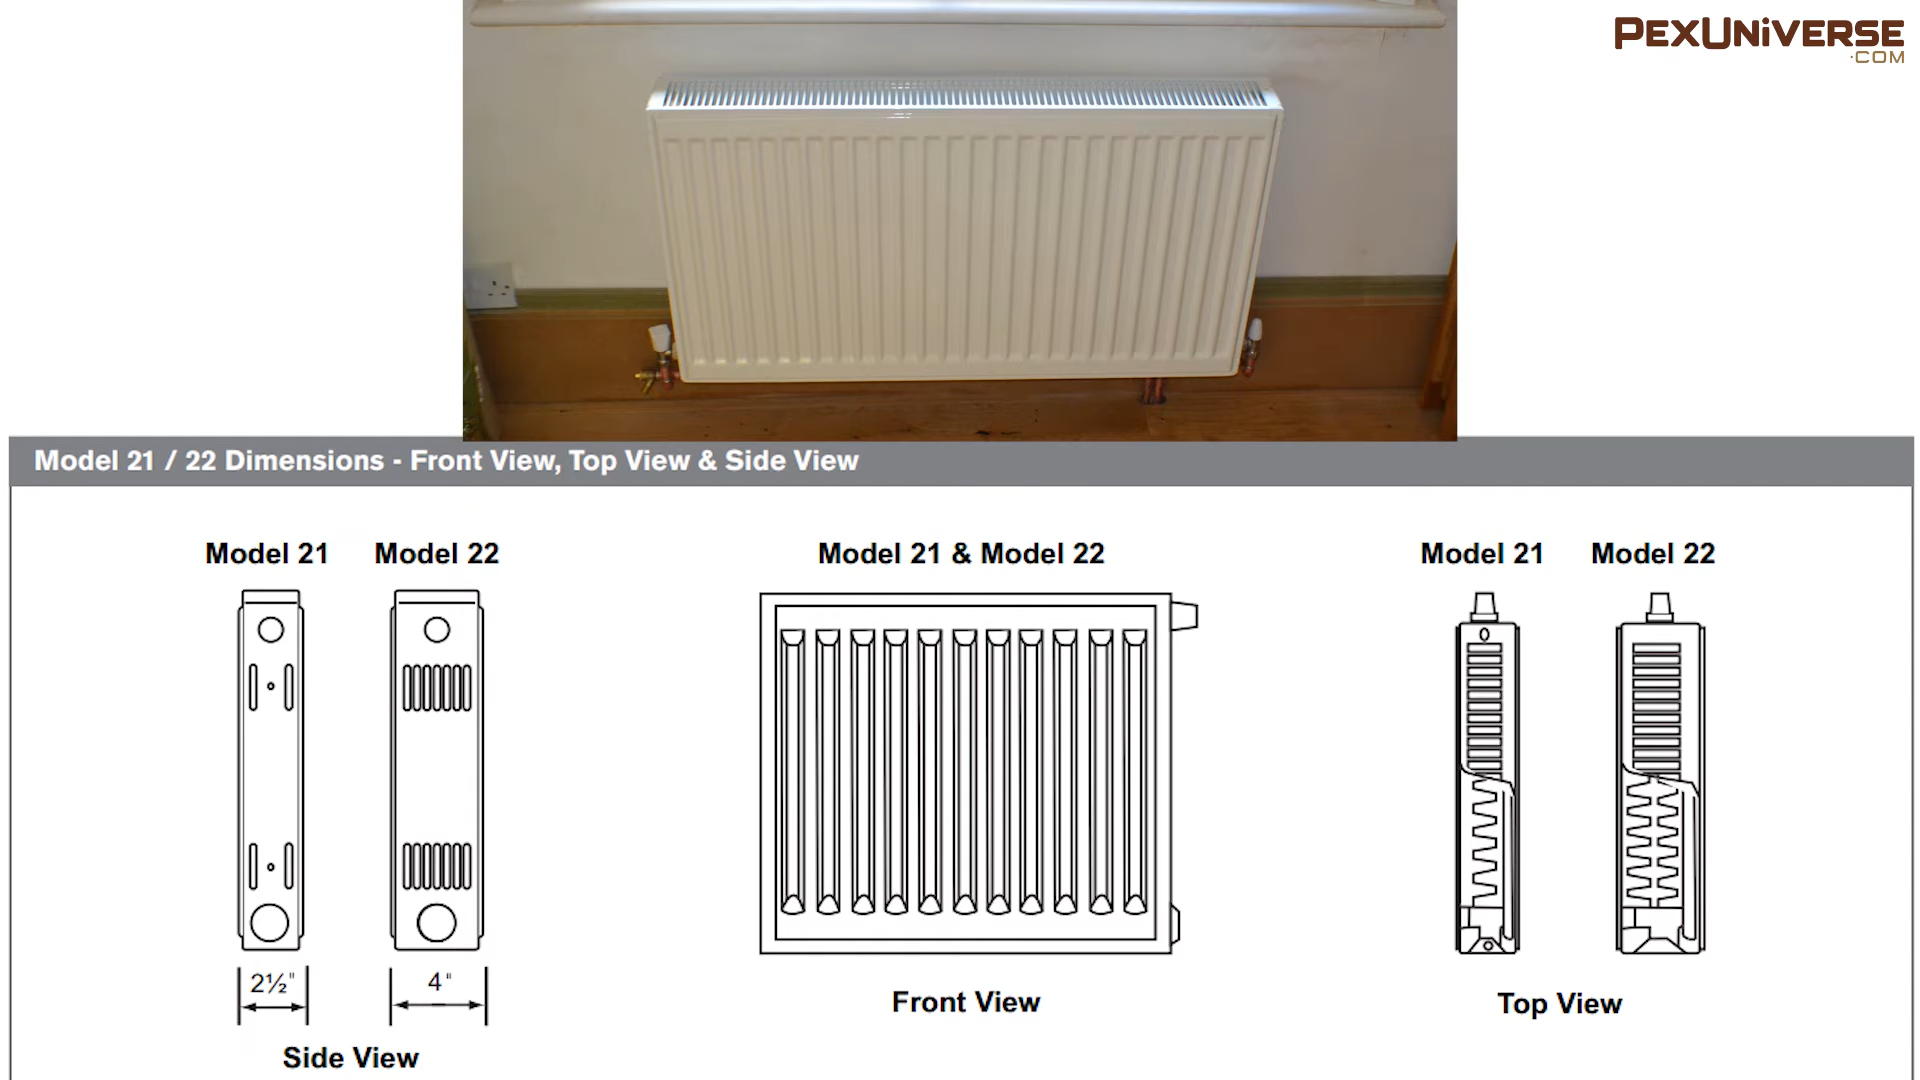 PEXUNIVERSE
.COM
Model 21 / 22 Dimensions - Front View, Top View & Side View
Model 21
Model 22
Model 21 & Model 22
Model 21
Model 22
2½"
4"
Side View
Front View
Top View